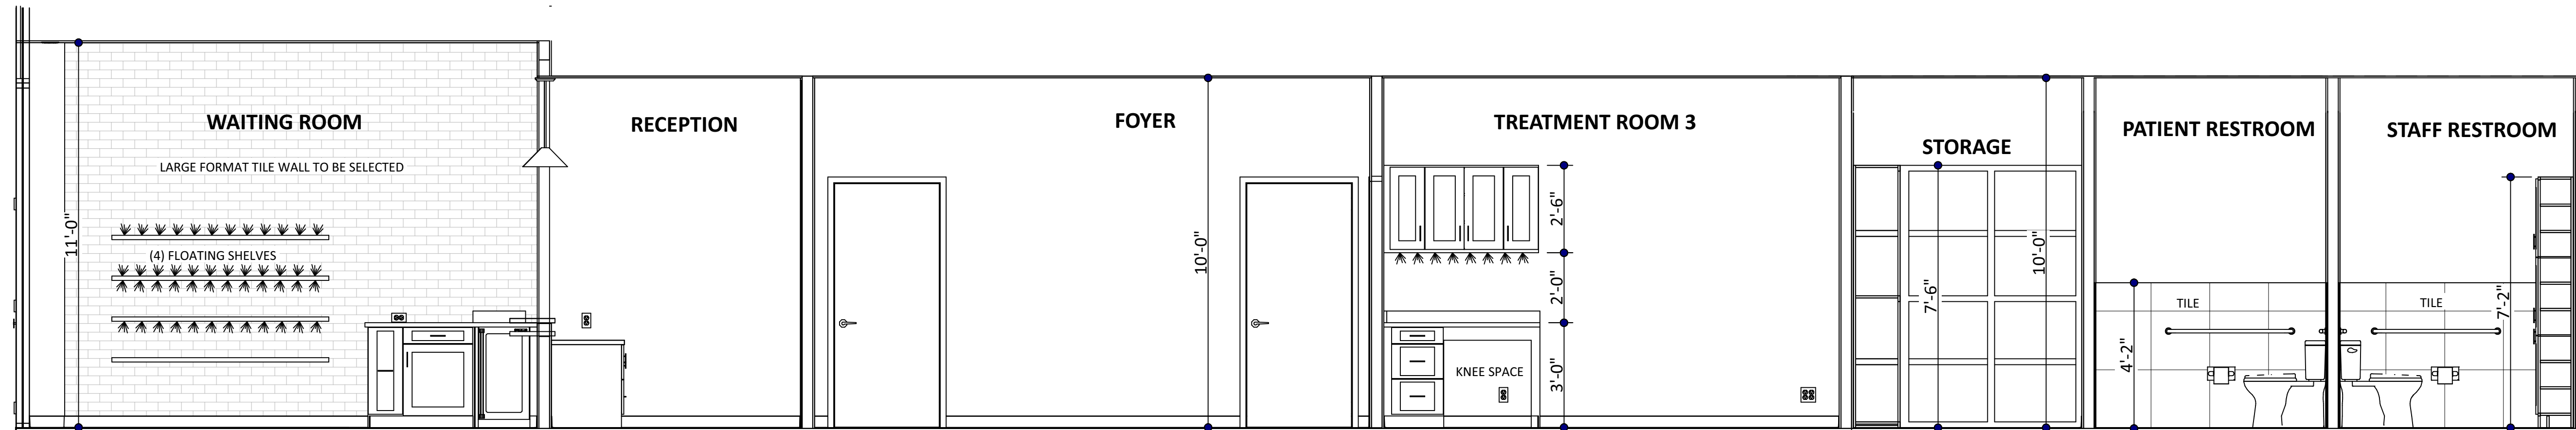 WAITING ROOM
LARGE FORMAT TILE WALL TO BE SELECTED
11'-0"
(4) FLOATING SHELVES
RECEPTION
FOYER
10'-0"
TREATMENT ROOM 3
2'-6"
2'-0"
3'-0"
KNEE SPACE
STORAGE
7'-6"
10'-0"
PATIENT RESTROOM
TILE
4'-2"
STAFF RESTROOM
TILE
7'-2"